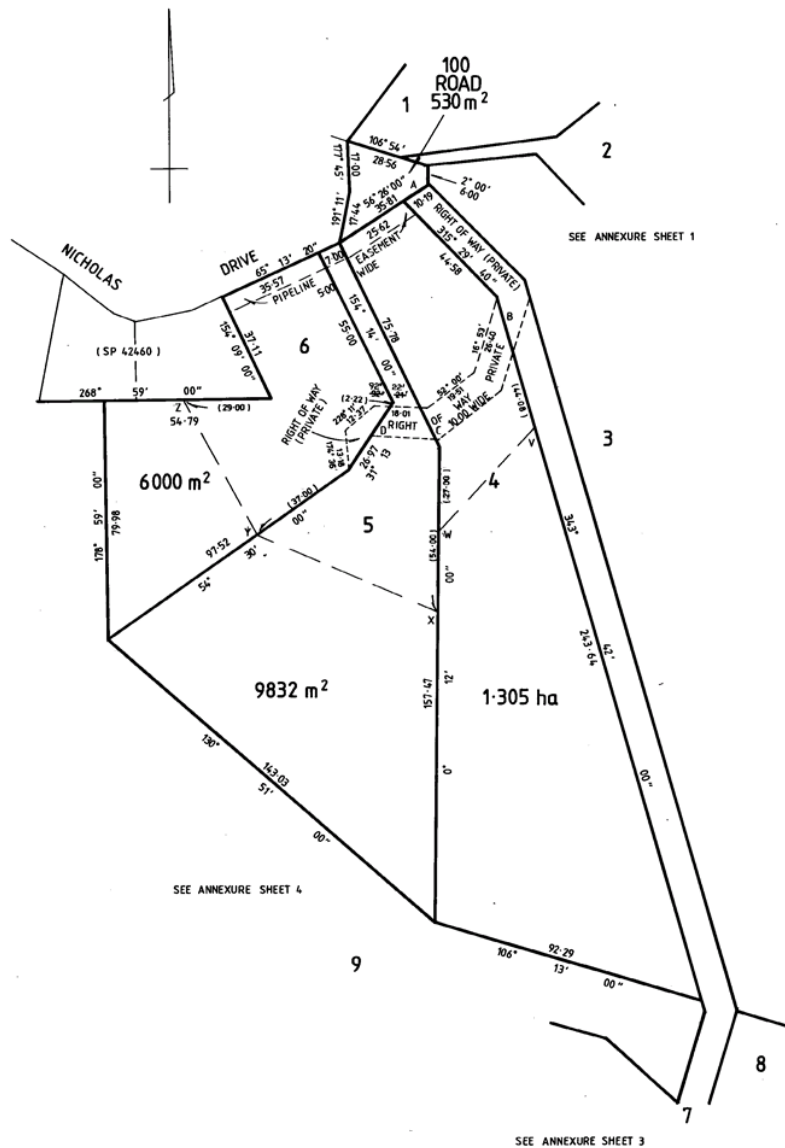 100
ROAD
530 m²
1
2
106° 54'
28·56
177° 45'
17·00
2° 00'
6·00
A
10·19
56° 26' 00"
35·81
191° 11'
17·44
SEE ANNEXURE SHEET 1
RIGHT OF WAY (PRIVATE)
315° 29' 40"
44·58
NICHOLAS
DRIVE
65° 13' 20"
35·57
7·00
25·62
PIPELINE
EASEMENT
5·00
WIDE
154° 14' 00"
55·00
75·78
(SP 42460)
154° 09' 00"
37·11
6
B
16° 53'
26·40
52° 00'
19·51
RIGHT OF WAY PRIVATE
10·00 WIDE
(44·08)
V
268° 59' 00"
Z
(29·00)
54·79
(2·22)
228° 11'
12·37
18·01
RIGHT OF WAY
(PRIVATE)
D
C
174° 36'
13·18
26·97
31° 13
6000 m²
178° 59' 00"
79·98
(37·00)
Y
97·52
54° 30' 00"
5
4
3
(27·00)
W
(54·00)
X
0° 12' 00"
157·47
343° 42' 00"
243·64
9832 m²
1·305 ha
130° 51' 00"
143·03
SEE ANNEXURE SHEET 4
9
92·29
106° 13' 00"
8
7
SEE ANNEXURE SHEET 3